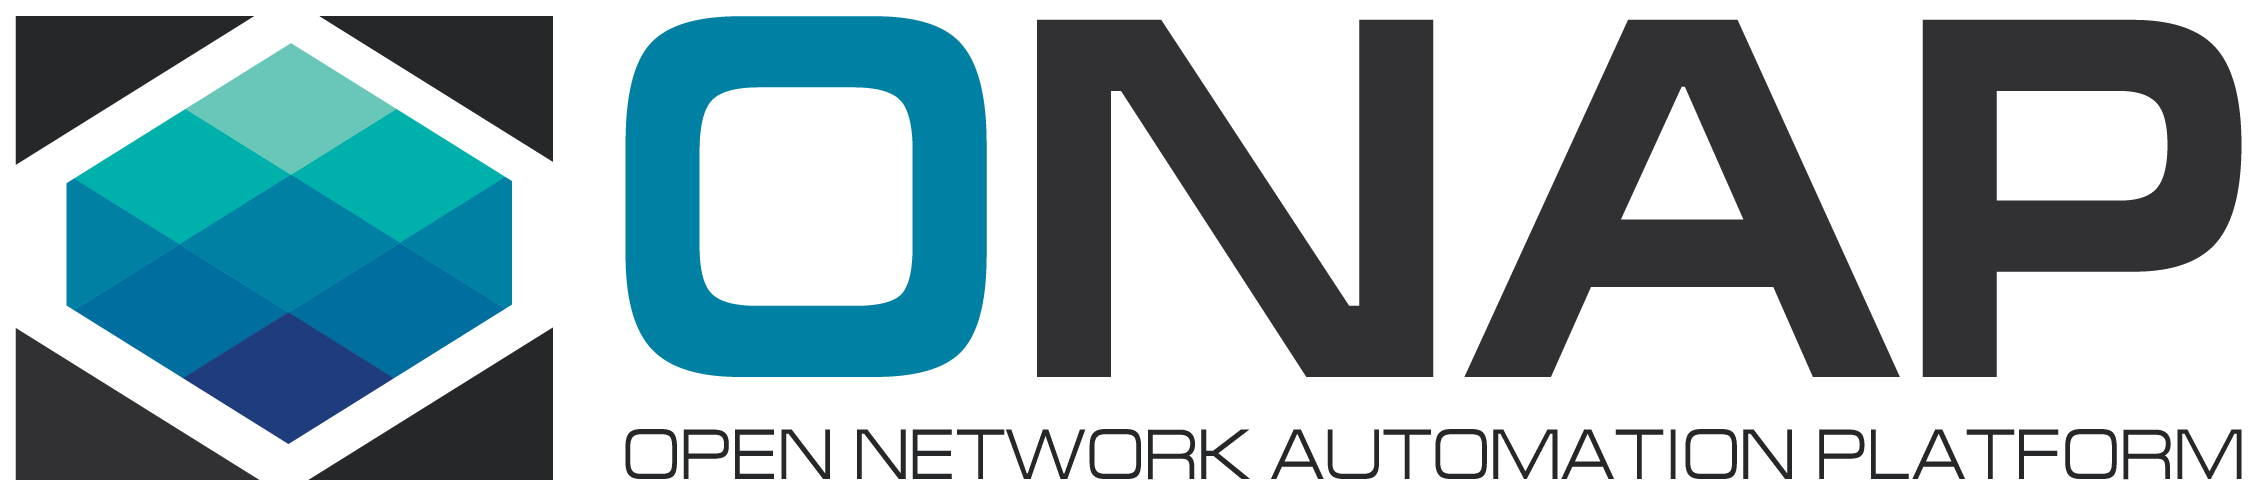 ONAP
OPEN NETWORK AUTOMATION PLATFORM